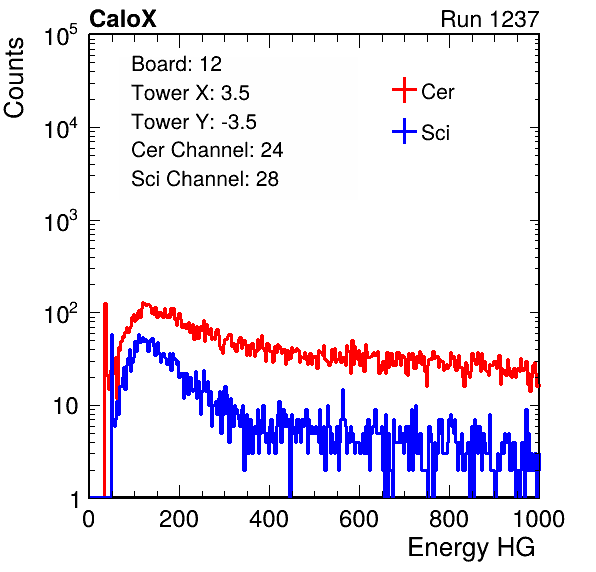 CaloX Run 1237
Counts
10^5
10^4
10^3
10^2
10
1
Board: 12
Tower X: 3.5
Tower Y: -3.5
Cer Channel: 24
Sci Channel: 28
Cer
Sci
0 200 400 600 800 1000
Energy HG